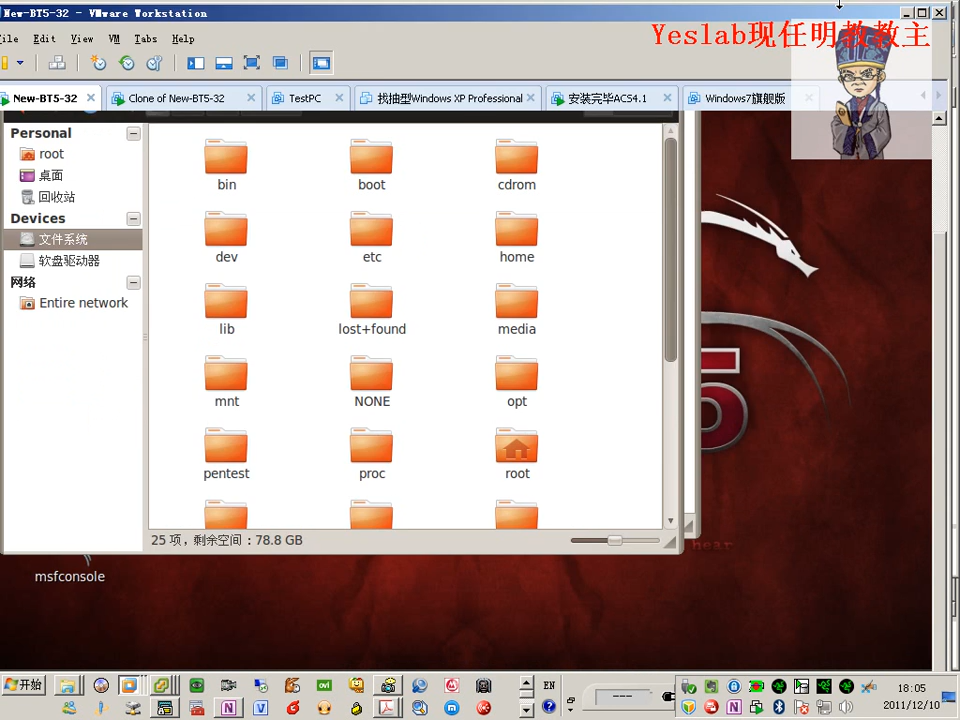 New-BT5-32 - VMware Workstation
Yeslab现任明教教主
ile Edit View VM Tabs Help
New-BT5-32 Clone of New-BT5-32 TestPC 找抽型Windows XP Professional 安装完毕ACS4.1 Windows7旗舰版
Personal
root
桌面
回收站
Devices
文件系统
软盘驱动器
网络
Entire network
bin boot cdrom
dev etc home
lib lost+found media
mnt NONE opt
pentest proc root
25 项，剩余空间：78.8 GB
hear
msfconsole
开始
EN
18:05
2011/12/10